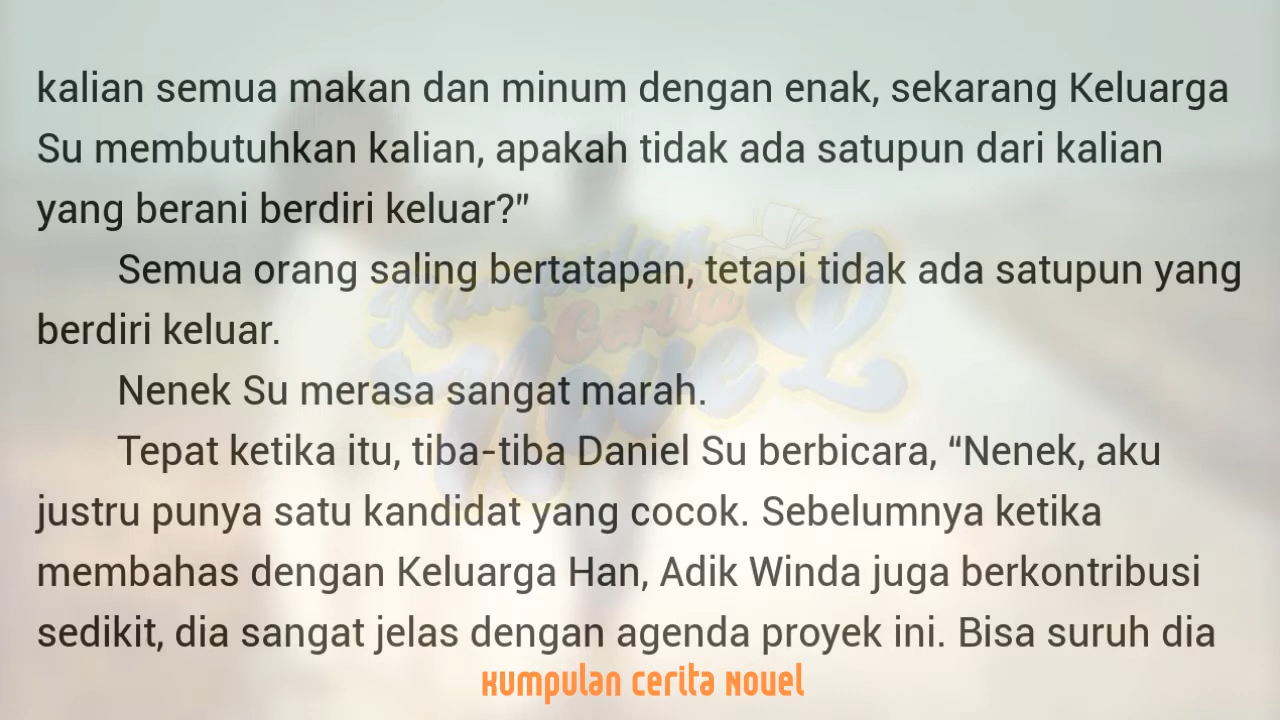 kalian semua makan dan minum dengan enak, sekarang Keluarga
Su membutuhkan kalian, apakah tidak ada satupun dari kalian
yang berani berdiri keluar?”
Semua orang saling bertatapan, tetapi tidak ada satupun yang
berdiri keluar.
Nenek Su merasa sangat marah.
Tepat ketika itu, tiba-tiba Daniel Su berbicara, “Nenek, aku
justru punya satu kandidat yang cocok. Sebelumnya ketika
membahas dengan Keluarga Han, Adik Winda juga berkontribusi
sedikit, dia sangat jelas dengan agenda proyek ini. Bisa suruh dia
Kumpulan Cerita Novel
Kumpulan Cerita Novel